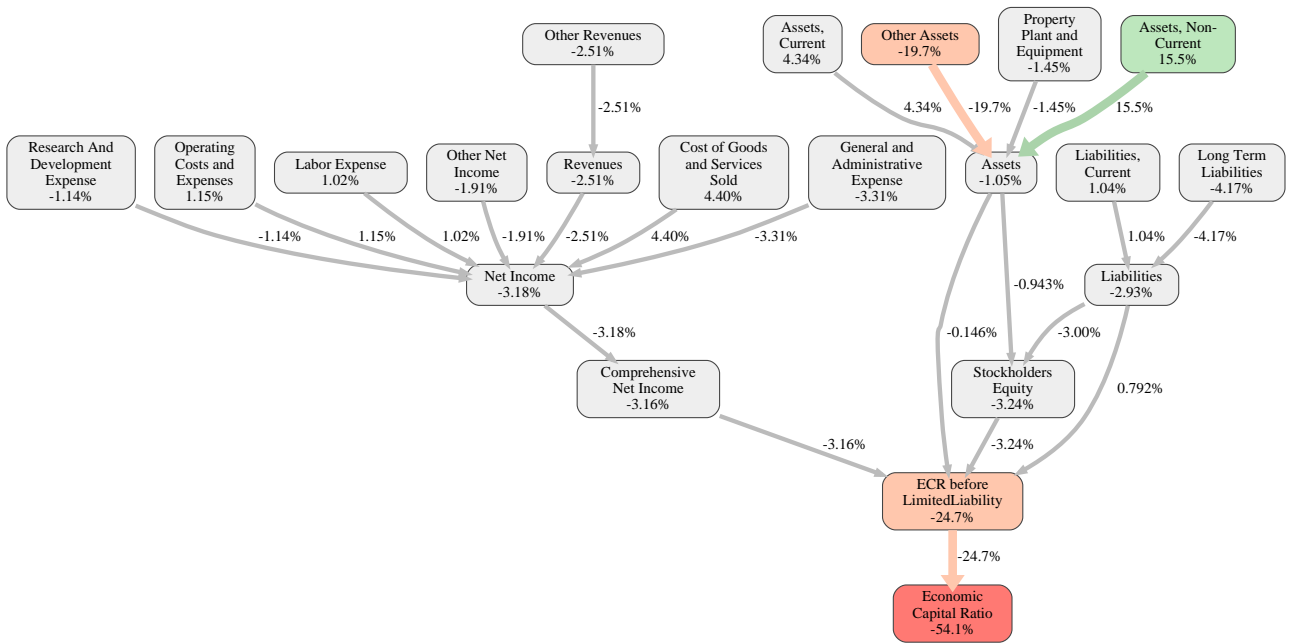 Other Revenues
-2.51%
Assets,
Current
4.34%
Other Assets
-19.7%
Property
Plant and
Equipment
-1.45%
Assets, Non-
Current
15.5%
-2.51%
4.34%
-19.7%
-1.45%
15.5%
Research And
Development
Expense
-1.14%
Operating
Costs and
Expenses
1.15%
Labor Expense
1.02%
Other Net
Income
-1.91%
Revenues
-2.51%
Cost of Goods
and Services
Sold
4.40%
General and
Administrative
Expense
-3.31%
Assets
-1.05%
Liabilities,
Current
1.04%
Long Term
Liabilities
-4.17%
-1.14%
1.15%
1.02%
-1.91%
-2.51%
4.40%
-3.31%
1.04%
-4.17%
Net Income
-3.18%
-0.943%
Liabilities
-2.93%
-3.18%
-0.146%
-3.00%
Comprehensive
Net Income
-3.16%
Stockholders
Equity
-3.24%
0.792%
-3.16%
-3.24%
ECR before
LimitedLiability
-24.7%
-24.7%
Economic
Capital Ratio
-54.1%